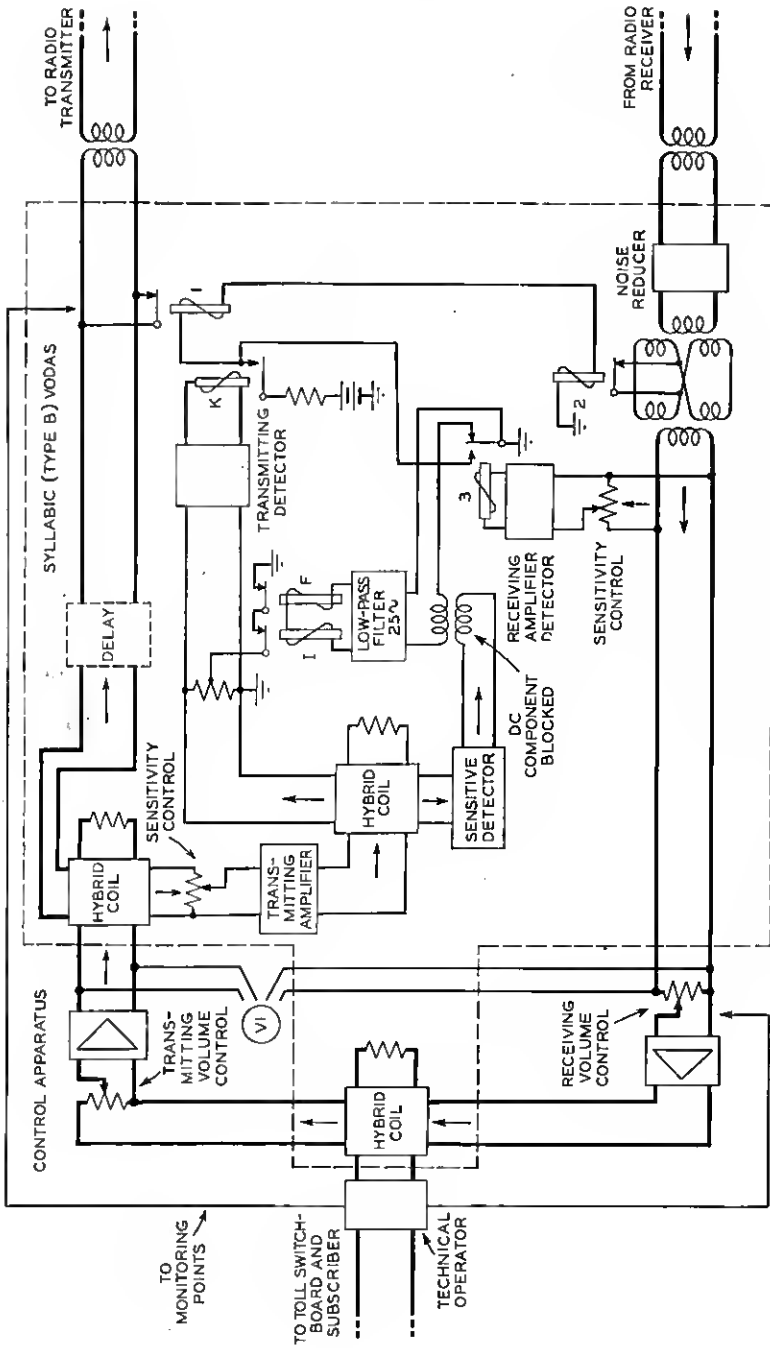 TO RADIO
TRANSMITTER
FROM RADIO
RECEIVER
SYLLABIC (TYPE B) VODAS
NOISE
REDUCER
1
2
K
TRANSMITTING
DETECTOR
3
RECEIVING
AMPLIFIER
DETECTOR
SENSITIVITY
CONTROL
DELAY
I
F
LOW-PASS
FILTER
25~
DC
COMPONENT
BLOCKED
SENSITIVITY
CONTROL
HYBRID
COIL
TRANS-
MITTING
AMPLIFIER
HYBRID
COIL
SENSITIVE
DETECTOR
CONTROL APPARATUS
TRANS-
MITTING
VOLUME
CONTROL
VI
RECEIVING
VOLUME
CONTROL
HYBRID
COIL
TO
MONITORING
POINTS
TO TOLL SWITCH-
BOARD AND
SUBSCRIBER
TECHNICAL
OPERATOR